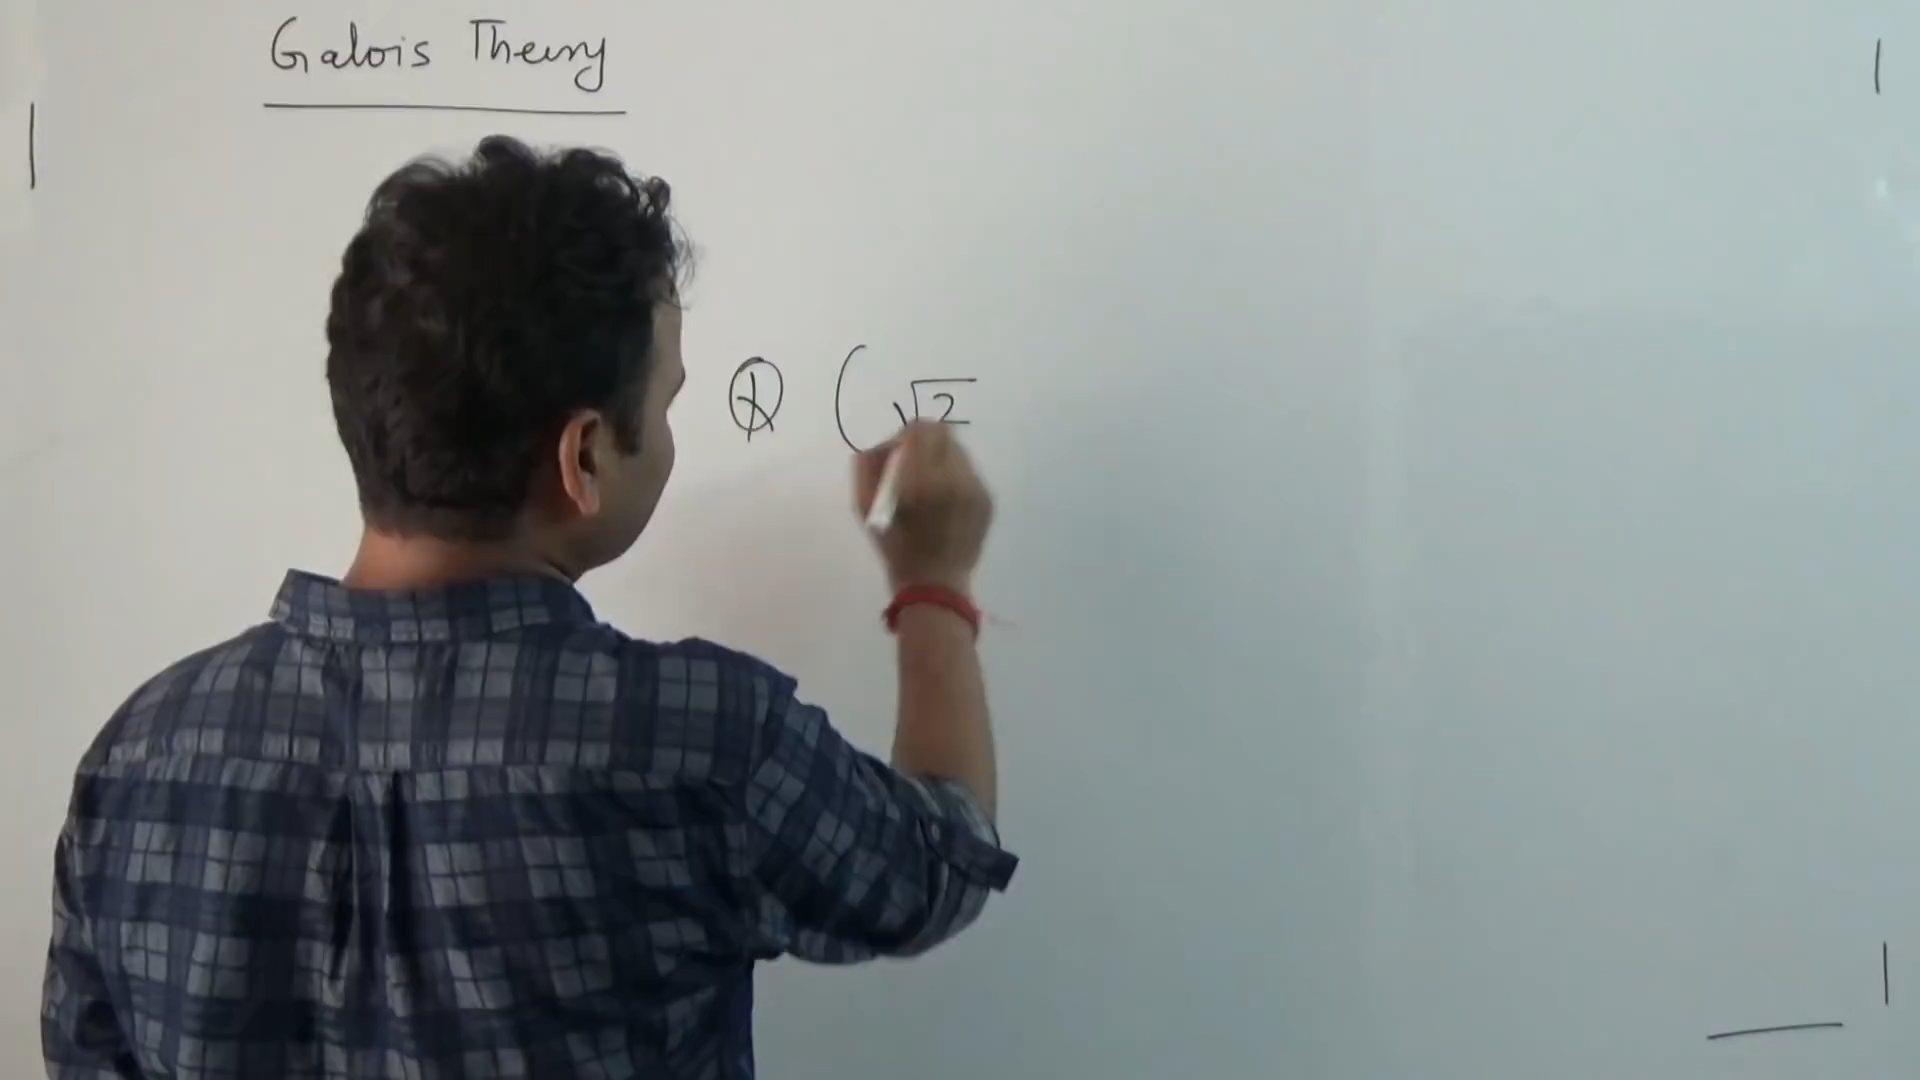 Galois Theory
Q ( √2